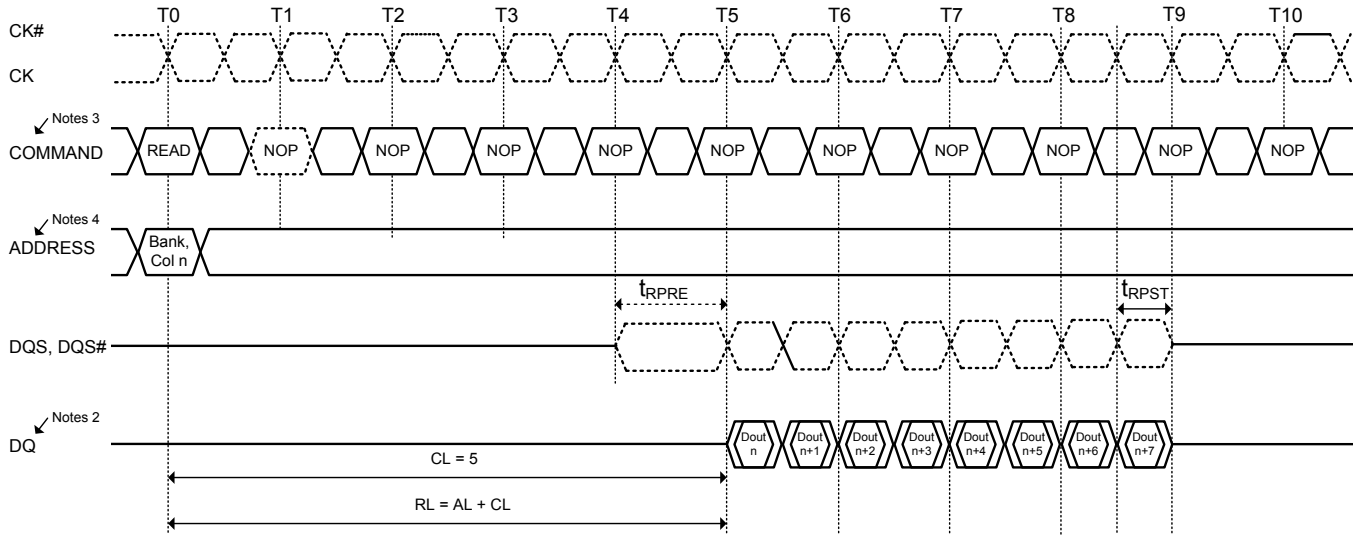 T0 T1 T2 T3 T4 T5 T6 T7 T8 T9 T10
CK#
CK
Notes 3
COMMAND READ NOP NOP NOP NOP NOP NOP NOP NOP NOP NOP
Notes 4
ADDRESS Bank,
Col n
tRPRE tRPST
DQS, DQS#
Notes 2
DQ
Dout n Dout n+1 Dout n+2 Dout n+3 Dout n+4 Dout n+5 Dout n+6 Dout n+7
CL = 5
RL = AL + CL